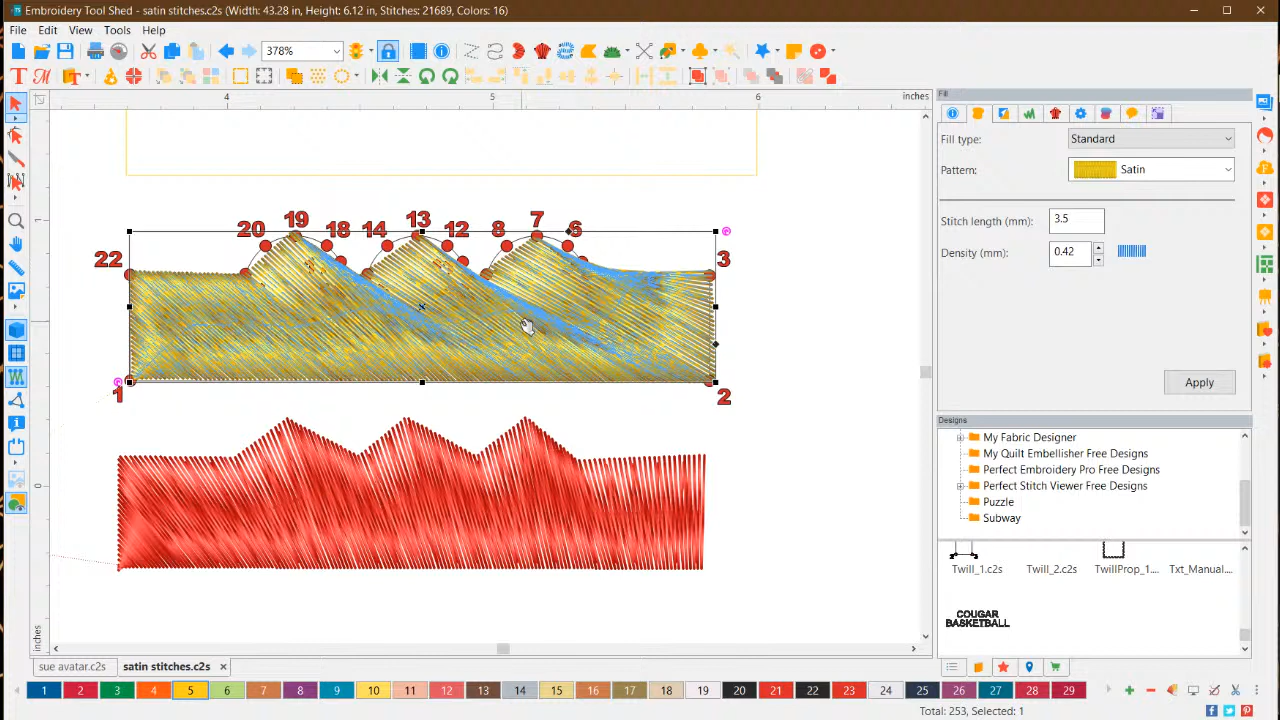 Embroidery Tool Shed - satin stitches.c2s (Width: 43.28 in, Height: 6.12 in, Stitches: 21689, Colors: 16)
File Edit View Tools Help
378%
4 5 6 inches
Fill
Fill type: Standard
Pattern: Satin
Stitch length (mm): 3.5
Density (mm): 0.42
Apply
19 13 7
20 18 14 12 8 6
22 3
1 2
1
0
inches
Designs
My Fabric Designer
My Quilt Embellisher Free Designs
Perfect Embroidery Pro Free Designs
Perfect Stitch Viewer Free Designs
Puzzle
Subway
Twill_1.c2s Twill_2.c2s TwillProp_1.... Txt_Manual....
COUGAR
BASKETBALL
sue avatar.c2s satin stitches.c2s
1 2 3 4 5 6 7 8 9 10 11 12 13 14 15 16 17 18 19 20 21 22 23 24 25 26 27 28 29
Total: 253, Selected: 1